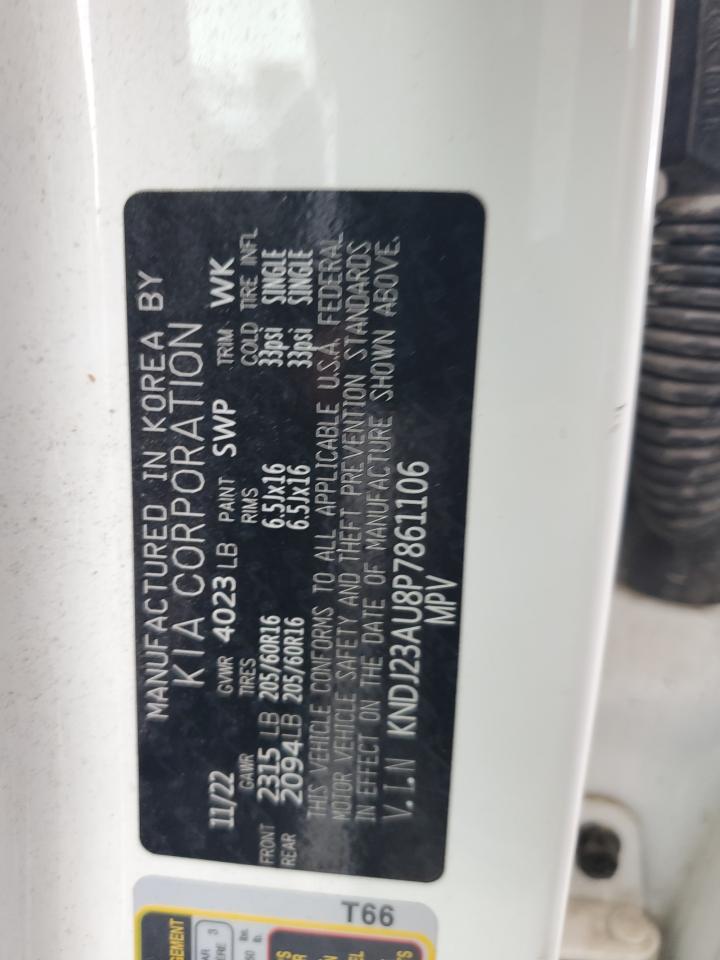 MANUFACTURED IN KOREA BY
KIA CORPORATION
11/22 GVWR 4023 LB PAINT SWP TRIM WK
GAWR TIRES RIMS COLD TIRE INFL
FRONT 2315 LB 205/60R16 6.5Jx16 33psi SINGLE
REAR 2094 LB 205/60R16 6.5Jx16 33psi SINGLE
THIS VEHICLE CONFORMS TO ALL APPLICABLE U.S.A. FEDERAL
MOTOR VEHICLE SAFETY AND THEFT PREVENTION STANDARDS
IN EFFECT ON THE DATE OF MANUFACTURE SHOWN ABOVE.
V.I.N KNDJ23AU8P7861106
MPV
T66